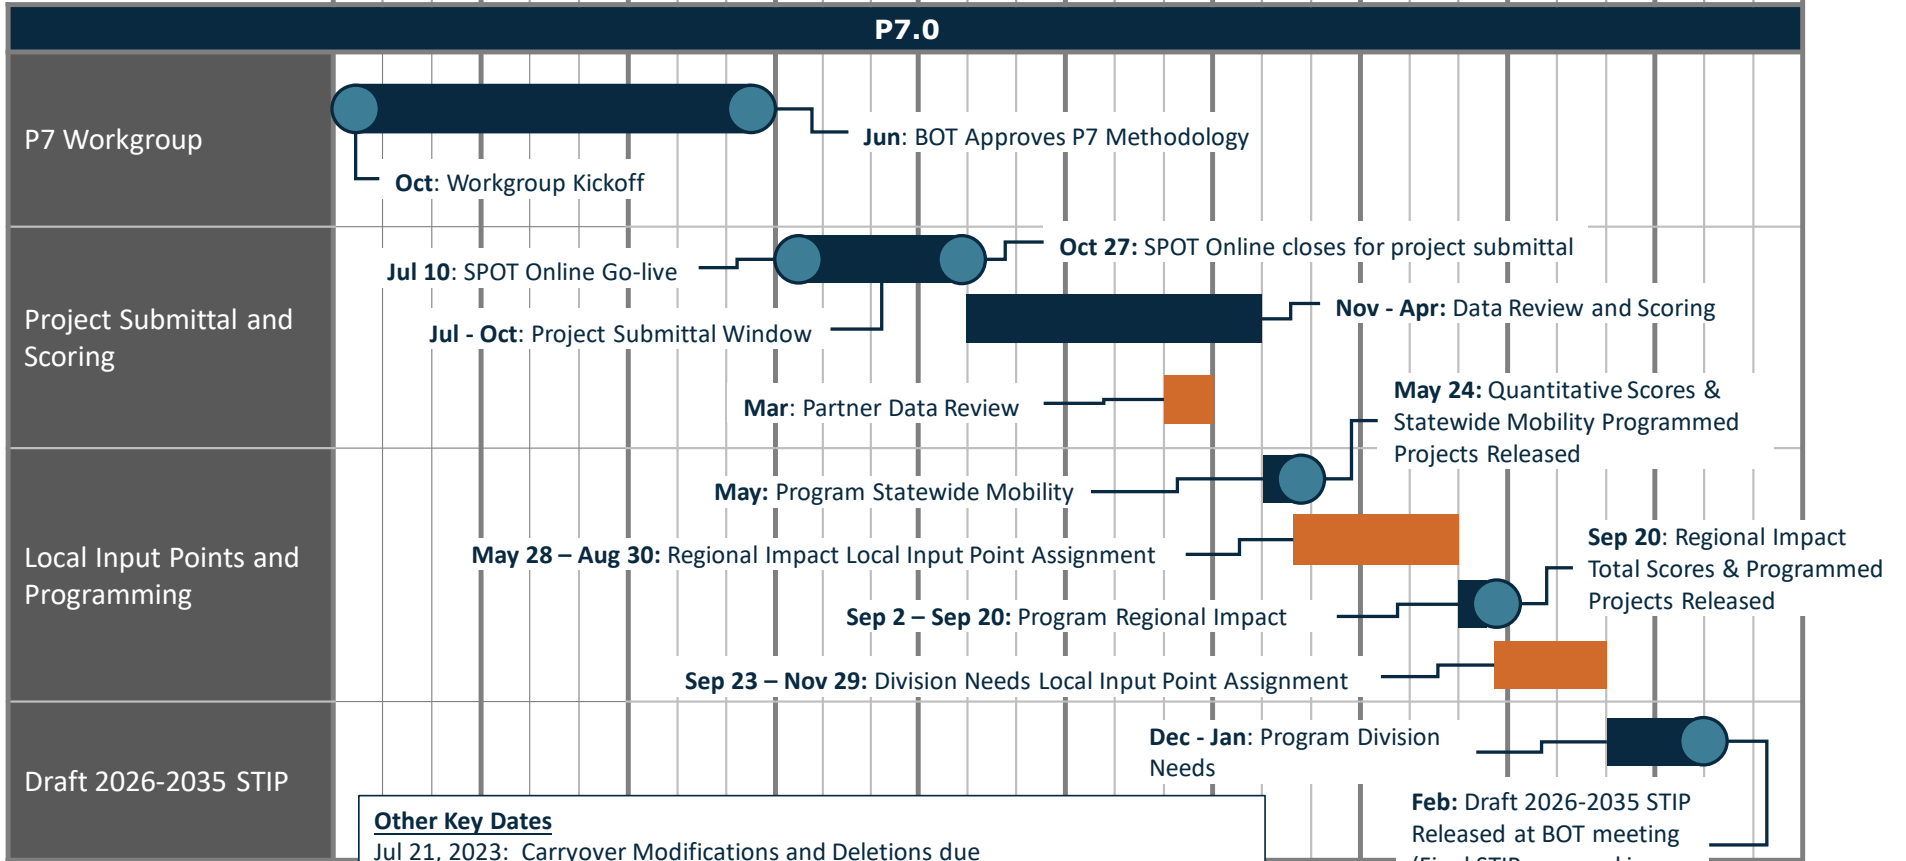 P7.0
P7 Workgroup
Jun: BOT Approves P7 Methodology
Oct: Workgroup Kickoff
Project Submittal and
Scoring
Oct 27: SPOT Online closes for project submittal
Jul 10: SPOT Online Go-live
Nov - Apr: Data Review and Scoring
Jul - Oct: Project Submittal Window
Mar: Partner Data Review
May 24: Quantitative Scores &
Statewide Mobility Programmed
Projects Released
Local Input Points and
Programming
May: Program Statewide Mobility
May 28 – Aug 30: Regional Impact Local Input Point Assignment
Sep 20: Regional Impact
Total Scores & Programmed
Projects Released
Sep 2 – Sep 20: Program Regional Impact
Sep 23 – Nov 29: Division Needs Local Input Point Assignment
Draft 2026-2035 STIP
Dec - Jan: Program Division
Needs
Feb: Draft 2026-2035 STIP
Released at BOT meeting
Other Key Dates
Jul 21, 2023: Carryover Modifications and Deletions due